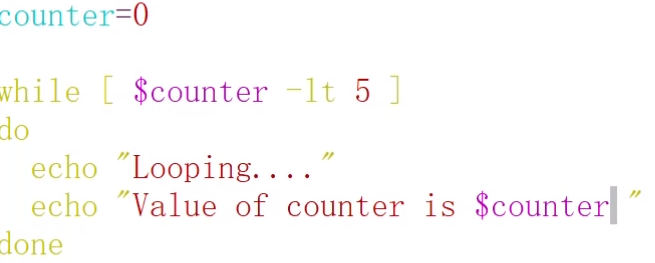 counter=0
while [ $counter -lt 5 ]
do
echo "Looping...."
echo "Value of counter is $counter "
done